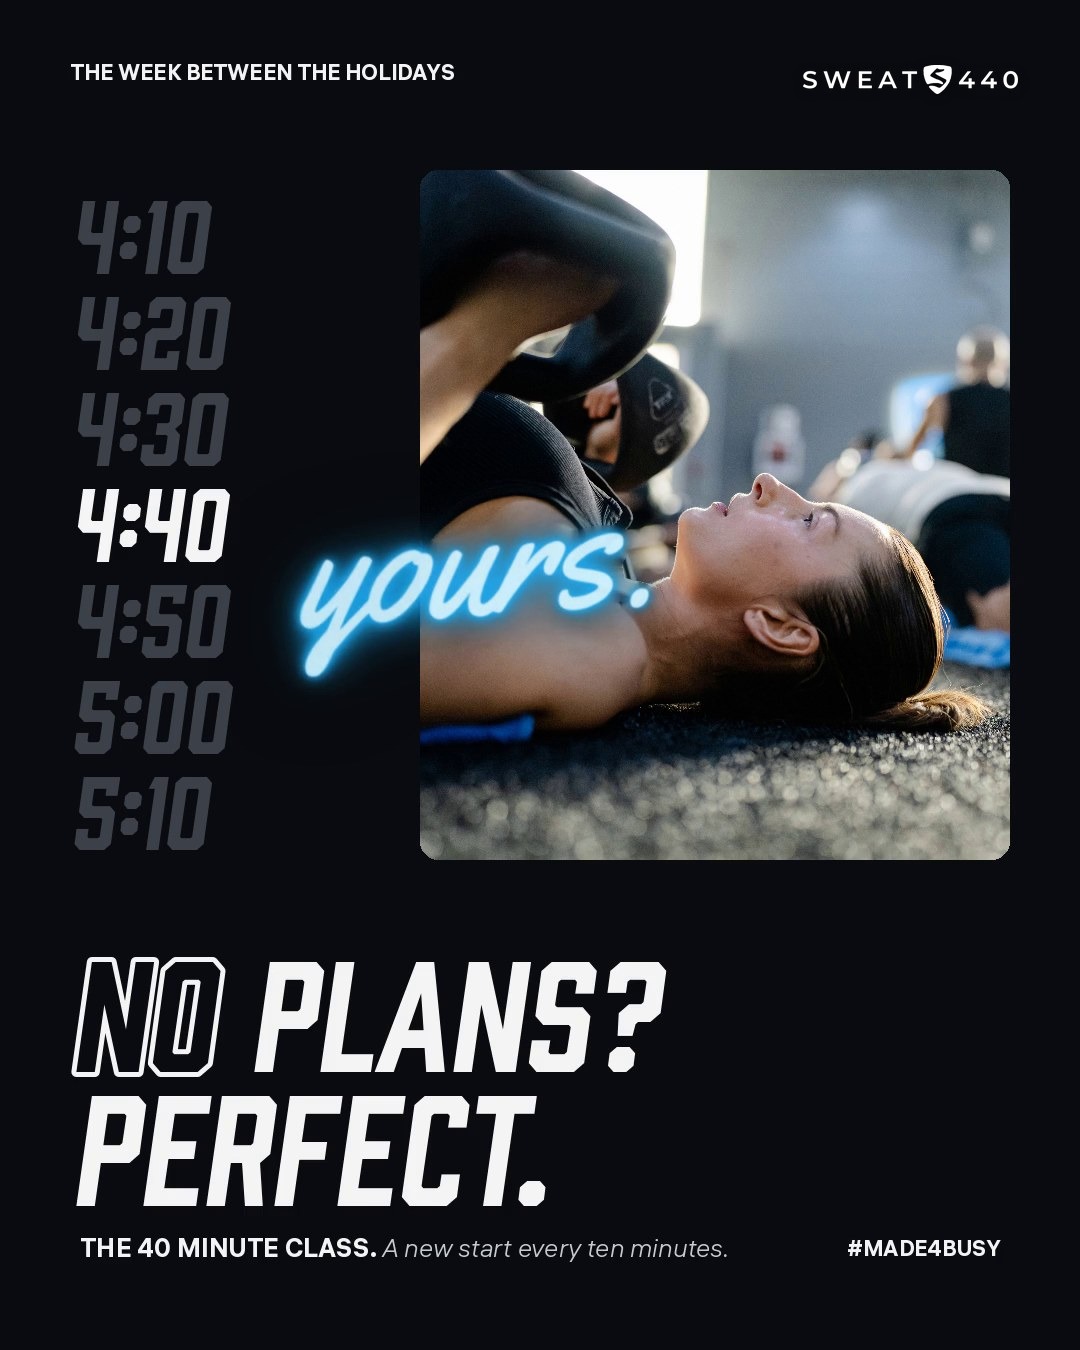 THE WEEK BETWEEN THE HOLIDAYS
SWEAT S 440
4:10
4:20
4:30
4:40
yours.
4:50
5:00
5:10
NO PLANS?
PERFECT.
THE 40 MINUTE CLASS. A new start every ten minutes.
#MADE4BUSY